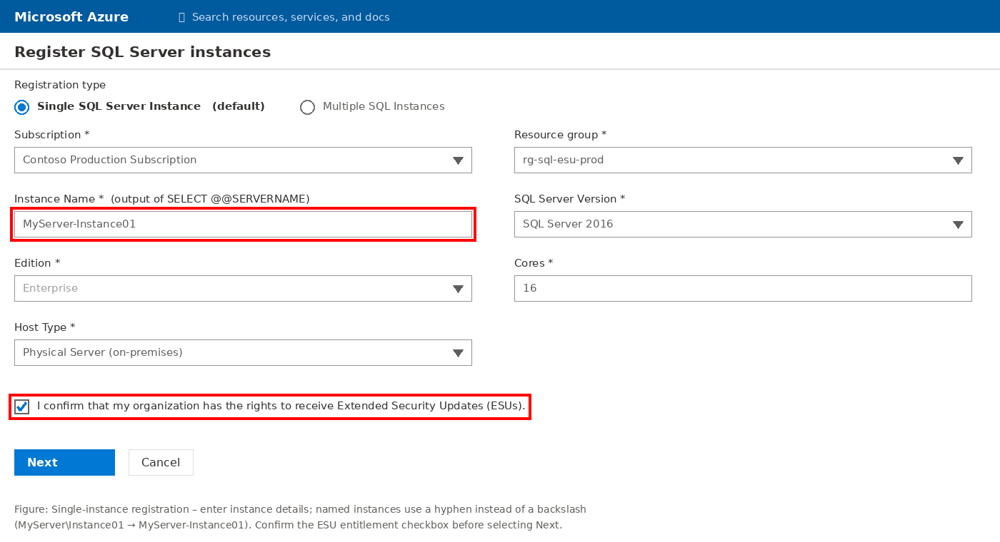 Microsoft Azure
Search resources, services, and docs
Register SQL Server instances
Registration type
Single SQL Server Instance (default)
Multiple SQL Instances
Subscription *
Resource group *
Contoso Production Subscription
rg-sql-esu-prod
Instance Name * (output of SELECT @@SERVERNAME)
SQL Server Version *
MyServer-Instance01
SQL Server 2016
Edition *
Cores *
Enterprise
16
Host Type *
Physical Server (on-premises)
I confirm that my organization has the rights to receive Extended Security Updates (ESUs).
Next
Cancel
Figure: Single-instance registration – enter instance details; named instances use a hyphen instead of a backslash
(MyServer\Instance01 → MyServer-Instance01). Confirm the ESU entitlement checkbox before selecting Next.